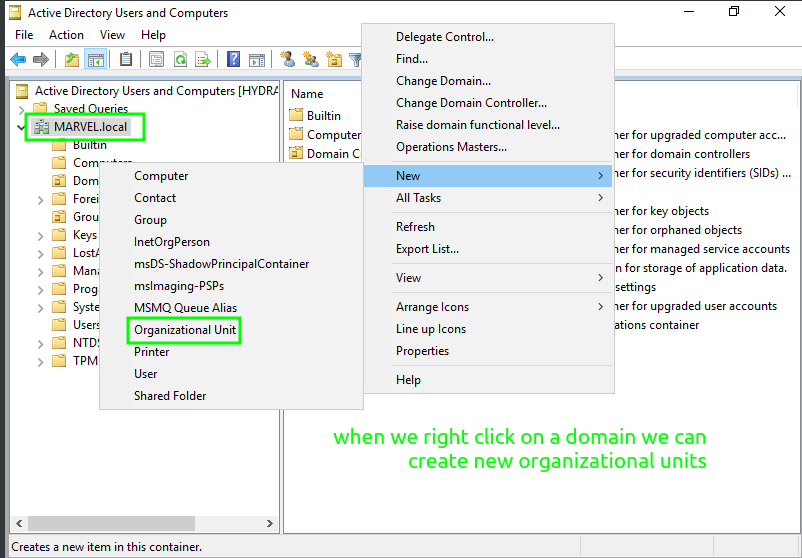 Active Directory Users and Computers
File Action View Help
Active Directory Users and Computers [HYDRA
Saved Queries
MARVEL.local
Builtin
Computers
Dom
Forei
Grou
Keys
LostA
Mana
Prog
Syste
Users
NTDS
TPM
Computer
Contact
Group
InetOrgPerson
msDS-ShadowPrincipalContainer
msImaging-PSPs
MSMQ Queue Alias
Organizational Unit
Printer
User
Shared Folder
Name
Builtin
Computer
Domain C
Delegate Control...
Find...
Change Domain...
Change Domain Controller...
Raise domain functional level...
Operations Masters...
New
All Tasks
Refresh
Export List...
View
Arrange Icons
Line up Icons
Properties
Help
ner for upgraded computer acc...
ner for domain controllers
ner for security identifiers (SIDs) ...
ner for key objects
ner for orphaned objects
ner for managed service accounts
n for storage of application data.
settings
ner for upgraded user accounts
ations container
when we right click on a domain we can
create new organizational units
Creates a new item in this container.